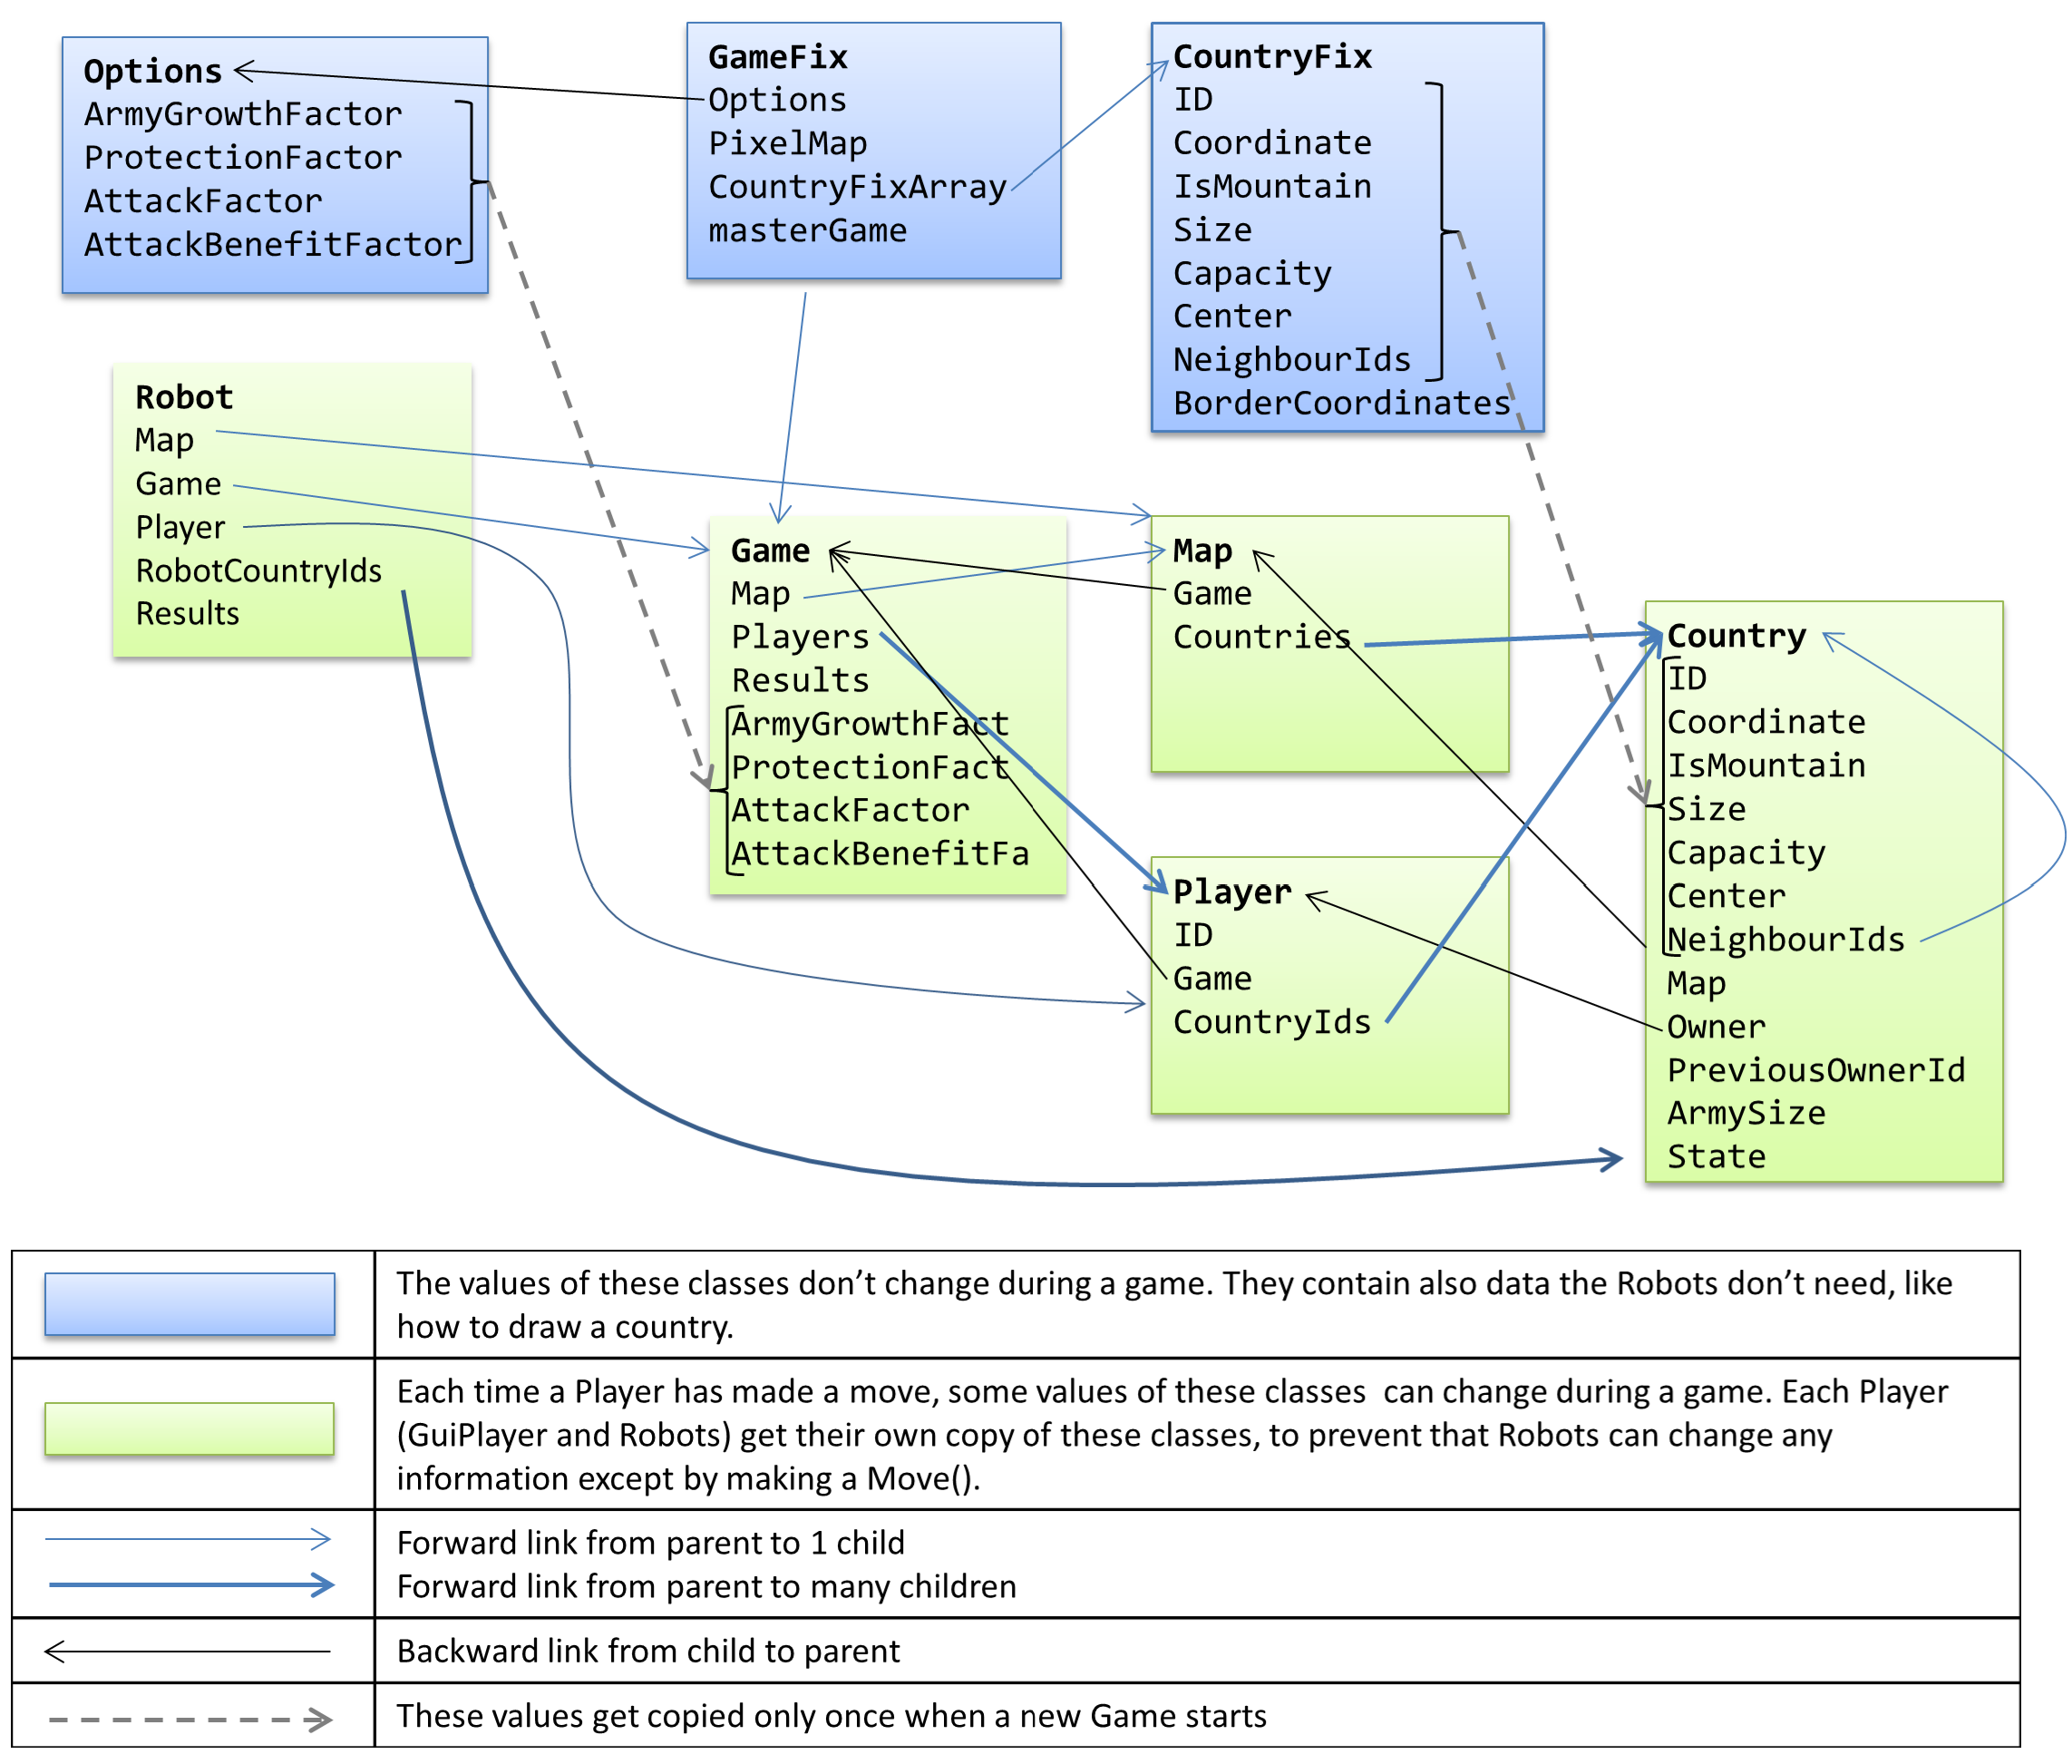 Options
ArmyGrowthFactor
ProtectionFactor
AttackFactor
AttackBenefitFactor
GameFix
Options
PixelMap
CountryFixArray
masterGame
CountryFix
ID
Coordinate
IsMountain
Size
Capacity
Center
NeighbourIds
BorderCoordinates
Robot
Map
Game
Player
RobotCountryIds
Results
Game
Map
Players
Results
ArmyGrowthFact
ProtectionFact
AttackFactor
AttackBenefitFa
Map
Game
Countries
Player
ID
Game
CountryIds
Country
ID
Coordinate
IsMountain
Size
Capacity
Center
NeighbourIds
Map
Owner
PreviousOwnerId
ArmySize
State
The values of these classes don’t change during a game. They contain also data the Robots don’t need, like
how to draw a country.
Each time a Player has made a move, some values of these classes can change during a game. Each Player
(GuiPlayer and Robots) get their own copy of these classes, to prevent that Robots can change any
information except by making a Move().
Forward link from parent to 1 child
Forward link from parent to many children
Backward link from child to parent
These values get copied only once when a new Game starts